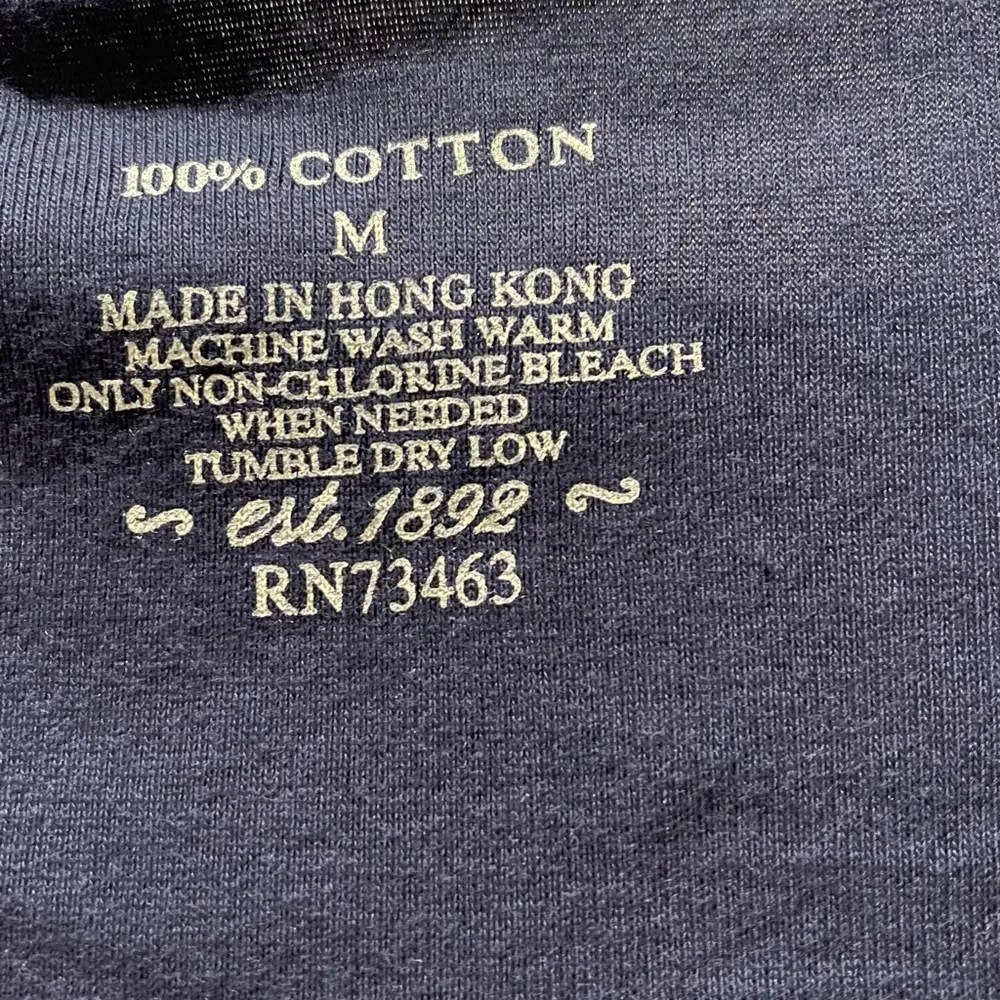 100% COTTON
M
MADE IN HONG KONG
MACHINE WASH WARM
ONLY NON-CHLORINE BLEACH
WHEN NEEDED
TUMBLE DRY LOW
est. 1892
RN73463